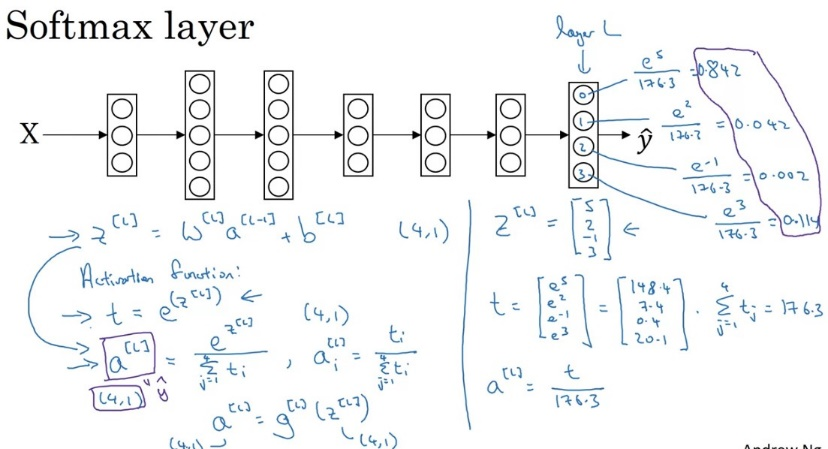 Softmax layer
layer L
X
0
1
2
3
ŷ
e^5/176.3 = 0.842
e^2/176.3 = 0.042
e^-1/176.3 = 0.002
e^3/176.3 = 0.114
→ z^[L] = W^[L] a^[L-1] + b^[L] (4,1)
Activation function:
→ t = e^(z^[L]) ← (4,1)
→ a^[L] = e^z^[L] / Σ_{j=1}^{4} t_i , a_i^[L] = t_i / Σ_{j=1}^{4} t_i
(4,1) " ŷ
a^[L] = g^[L] (z^[L])
(4,1) (4,1)
z^[L] = [5 2 -1 3] ←
t = [e^5 e^2 e^-1 e^3] = [148.4 7.4 0.4 20.1] . Σ_{j=1}^{4} t_j = 176.3
a^[L] = t / 176.3
Andrew Ng